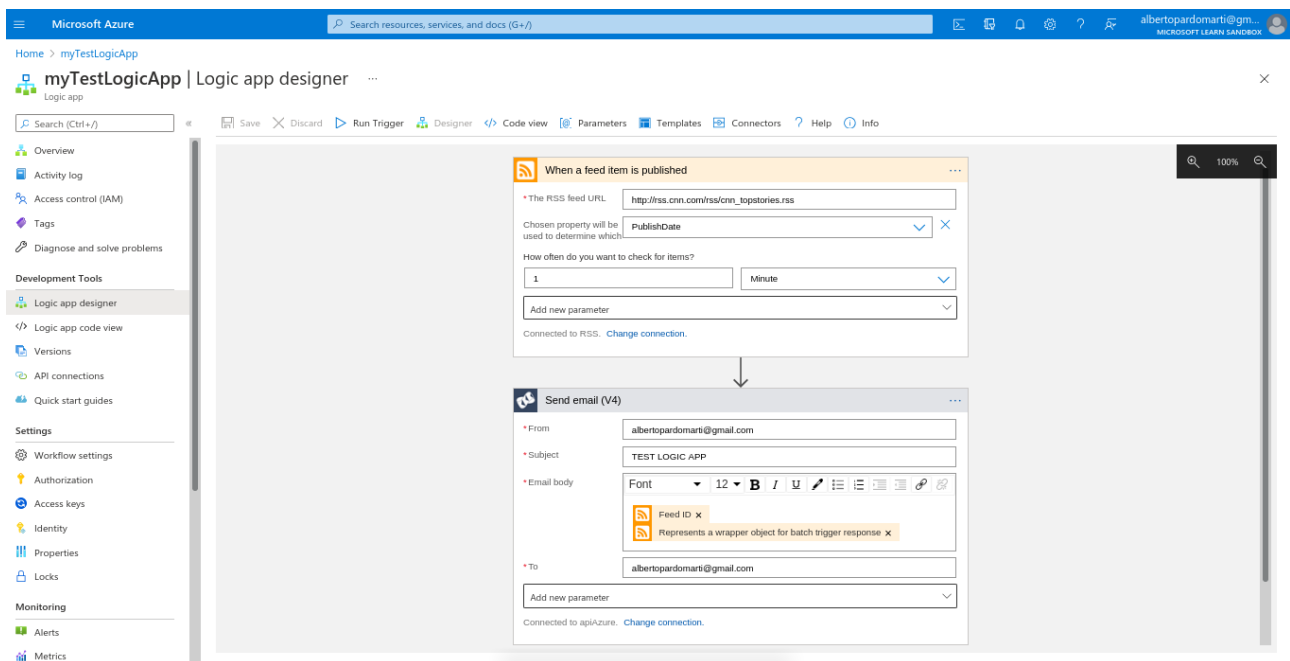 Microsoft Azure
Search resources, services, and docs (G+/)
albertopardomarti@gm...
MICROSOFT LEARN SANDBOX
Home > myTestLogicApp
myTestLogicApp | Logic app designer ...
Logic app
Search (Ctrl+/)
Overview
Activity log
Access control (IAM)
Tags
Diagnose and solve problems
Development Tools
Logic app designer
Logic app code view
Versions
API connections
Quick start guides
Settings
Workflow settings
Authorization
Access keys
Identity
Properties
Locks
Monitoring
Alerts
Metrics
Save Discard Run Trigger Designer Code view Parameters Templates Connectors Help Info
100%
When a feed item is published
* The RSS feed URL
http://rss.cnn.com/rss/cnn_topstories.rss
Chosen property will be
used to determine which
PublishDate
How often do you want to check for items?
1 Minute
Add new parameter
Connected to RSS. Change connection.
Send email (V4)
* From albertopardomarti@gmail.com
* Subject TEST LOGIC APP
* Email body
Font 12 B I U
Feed ID x
Represents a wrapper object for batch trigger response x
* To albertopardomarti@gmail.com
Add new parameter
Connected to apiAzure. Change connection.